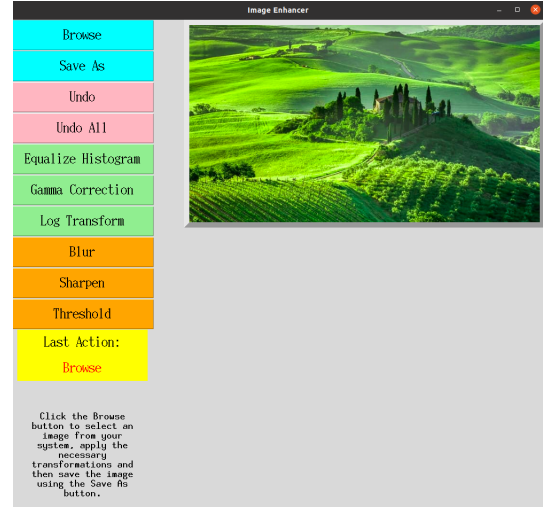 Image Enhancer
Browse
Save As
Undo
Undo All
Equalize Histogram
Gamma Correction
Log Transform
Blur
Sharpen
Threshold
Last Action:
Browse
Click the Browse
button to select an
image from your
system, apply the
necessary
transformations and
then save the image
using the Save As
button.